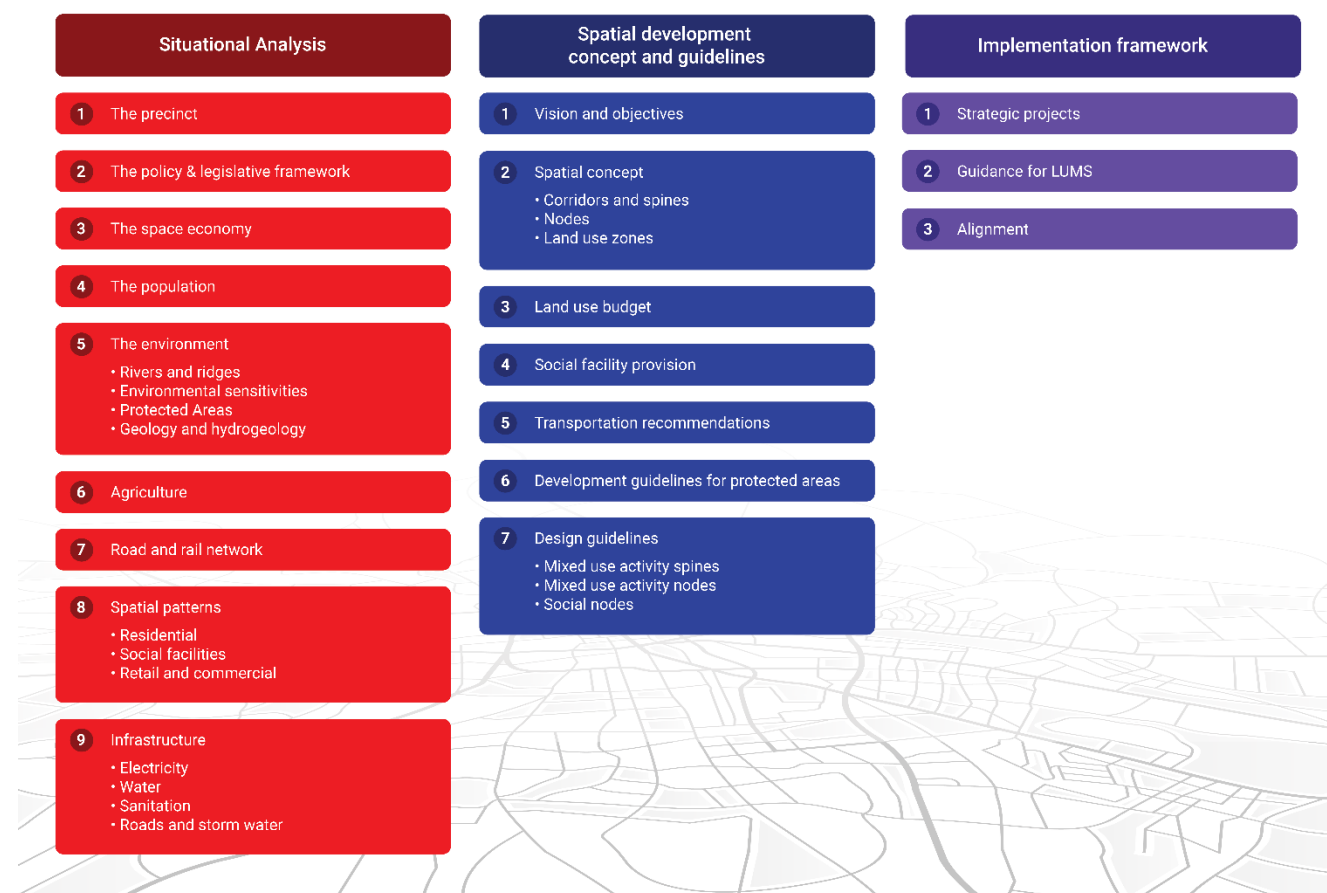 Situational Analysis
1 The precinct
2 The policy & legislative framework
3 The space economy
4 The population
5 The environment
• Rivers and ridges
• Environmental sensitivities
• Protected Areas
• Geology and hydrogeology
6 Agriculture
7 Road and rail network
8 Spatial patterns
• Residential
• Social facilities
• Retail and commercial
9 Infrastructure
• Electricity
• Water
• Sanitation
• Roads and storm water
Spatial development
concept and guidelines
1 Vision and objectives
2 Spatial concept
• Corridors and spines
• Nodes
• Land use zones
3 Land use budget
4 Social facility provision
5 Transportation recommendations
6 Development guidelines for protected areas
7 Design guidelines
• Mixed use activity spines
• Mixed use activity nodes
• Social nodes
Implementation framework
1 Strategic projects
2 Guidance for LUMS
3 Alignment